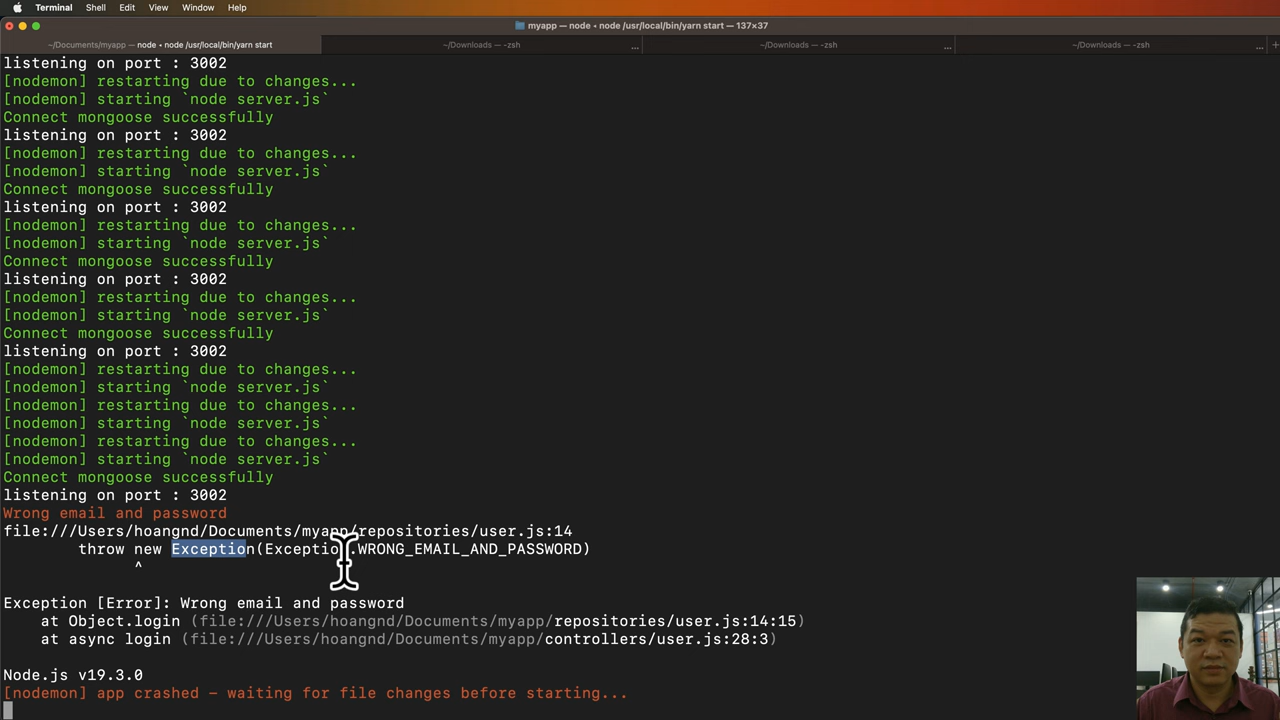 Terminal Shell Edit View Window Help
myapp — node • node /usr/local/bin/yarn start — 137×37
~/Documents/myapp — node • node /usr/local/bin/yarn start
~/Downloads — -zsh ...
~/Downloads — -zsh ...
~/Downloads — -zsh ... +
listening on port : 3002
[nodemon] restarting due to changes...
[nodemon] starting `node server.js`
Connect mongoose successfully
listening on port : 3002
[nodemon] restarting due to changes...
[nodemon] starting `node server.js`
Connect mongoose successfully
listening on port : 3002
[nodemon] restarting due to changes...
[nodemon] starting `node server.js`
Connect mongoose successfully
listening on port : 3002
[nodemon] restarting due to changes...
[nodemon] starting `node server.js`
Connect mongoose successfully
listening on port : 3002
[nodemon] restarting due to changes...
[nodemon] starting `node server.js`
[nodemon] restarting due to changes...
[nodemon] starting `node server.js`
[nodemon] restarting due to changes...
[nodemon] starting `node server.js`
Connect mongoose successfully
listening on port : 3002
Wrong email and password
file:///Users/hoangnd/Documents/myapp/repositories/user.js:14
throw new Exception(Exception.WRONG_EMAIL_AND_PASSWORD)
^
Exception [Error]: Wrong email and password
at Object.login (file:///Users/hoangnd/Documents/myapp/repositories/user.js:14:15)
at async login (file:///Users/hoangnd/Documents/myapp/controllers/user.js:28:3)
Node.js v19.3.0
[nodemon] app crashed - waiting for file changes before starting...